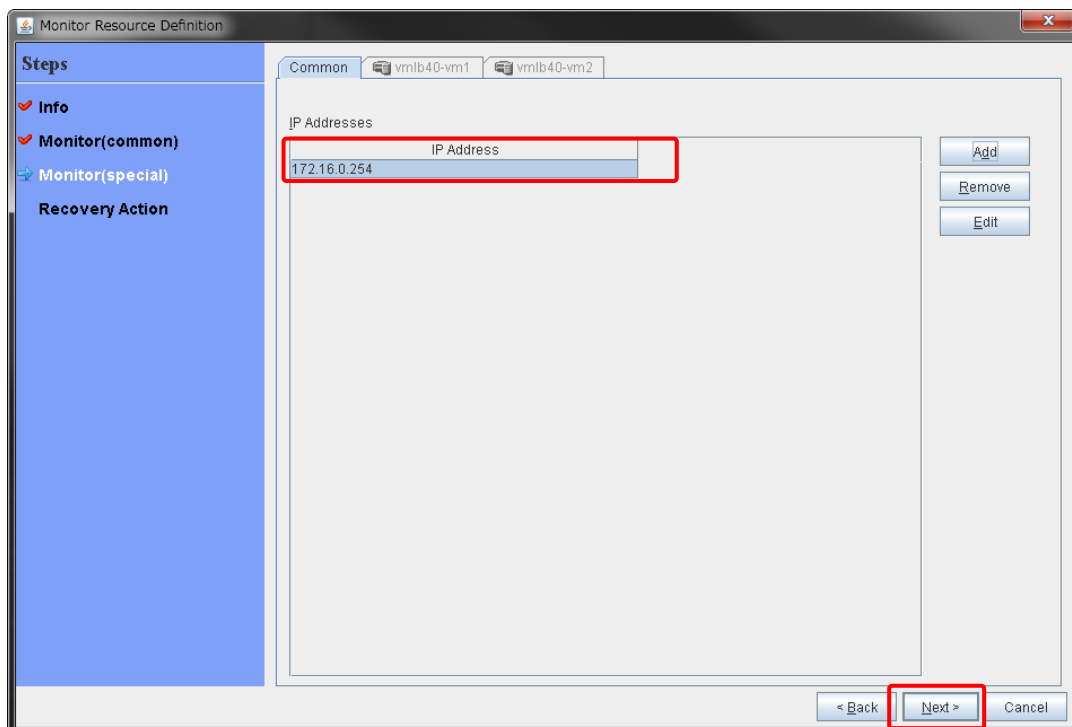 Monitor Resource Definition
Steps
Info
Monitor(common)
Monitor(special)
Recovery Action
Common
vmlb40-vm1
vmlb40-vm2
IP Addresses
IP Address
172.16.0.254
Add
Remove
Edit
< Back
Next >
Cancel